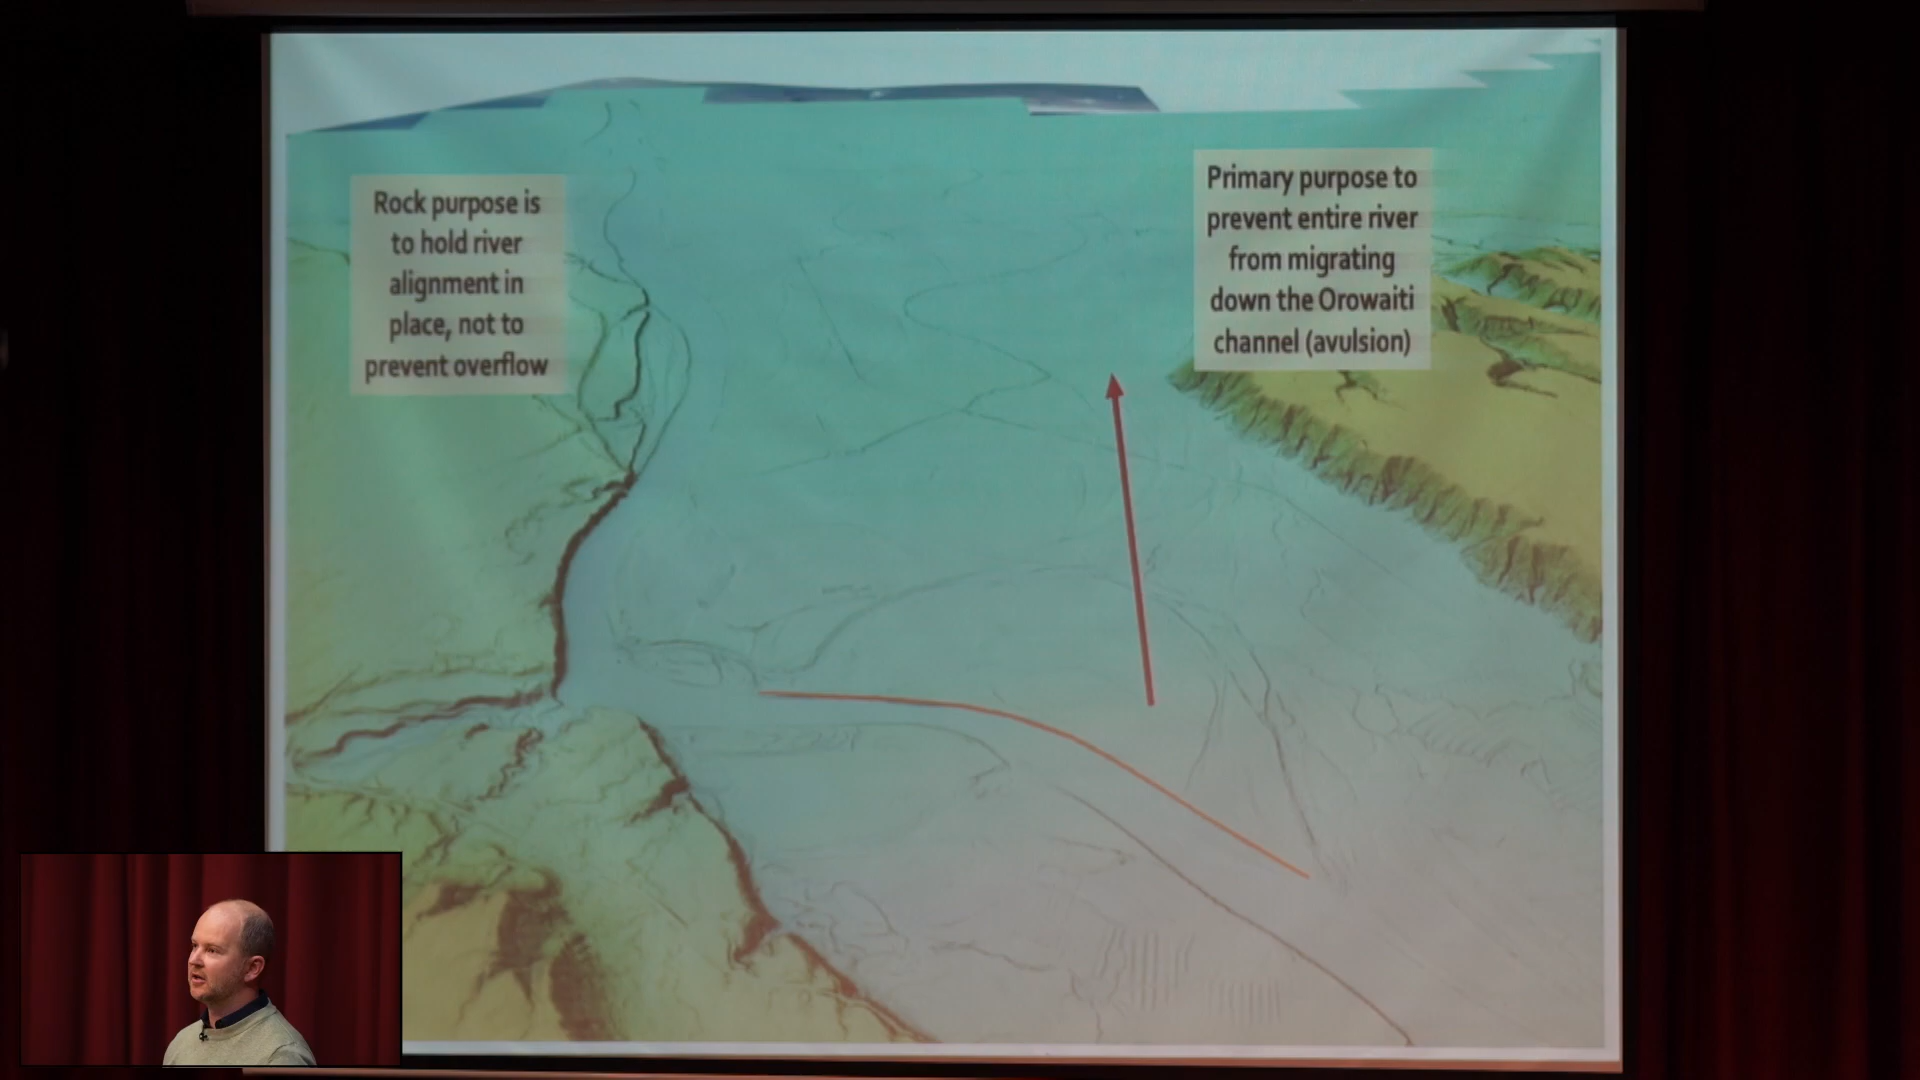 Rock purpose is
to hold river
alignment in
place, not to
prevent overflow
Primary purpose to
prevent entire river
from migrating
down the Orowaiti
channel (avulsion)